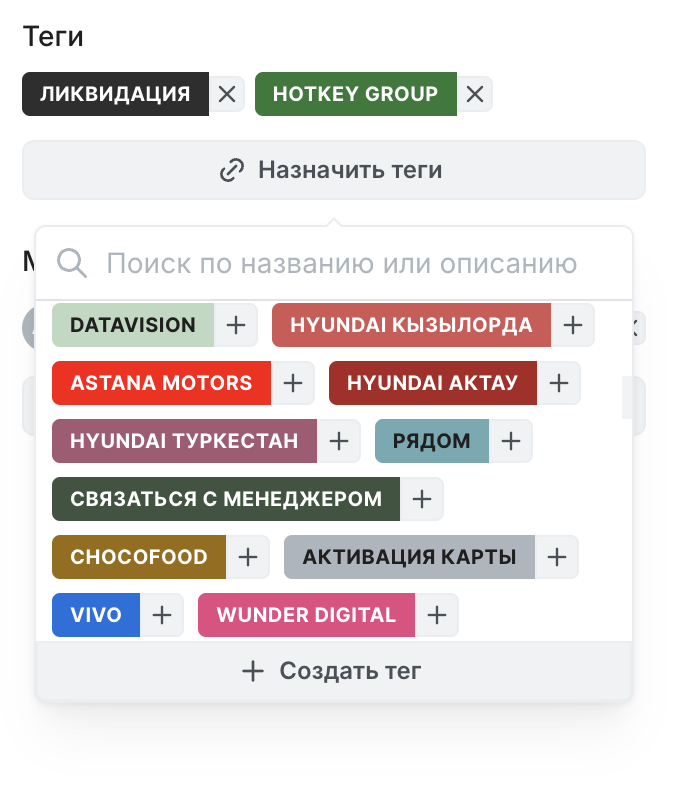 Теги
ЛИКВИДАЦИЯ HOTKEY GROUP
Назначить теги
Поиск по названию или описанию
DATAVISION HYUNDAI КЫЗЫЛОРДА
ASTANA MOTORS HYUNDAI АКТАУ
HYUNDAI ТУРКЕСТАН РЯДОМ
СВЯЗАТЬСЯ С МЕНЕДЖЕРОМ
CHOCOFOOD АКТИВАЦИЯ КАРТЫ
VIVO WUNDER DIGITAL
Создать тег